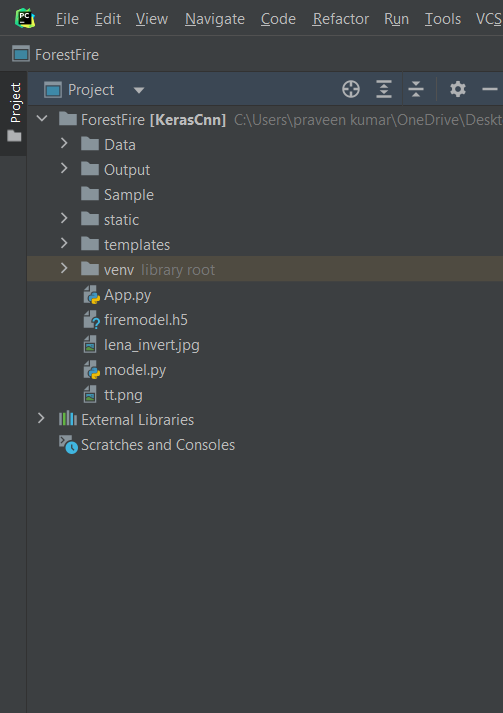 PC
File Edit View Navigate Code Refactor Run Tools VCS
ForestFire
Project
Project
ForestFire [KerasCnn] C:\Users\praveen kumar\OneDrive\Deskt
Data
Output
Sample
static
templates
venv library root
App.py
firemodel.h5
lena_invert.jpg
model.py
tt.png
External Libraries
Scratches and Consoles